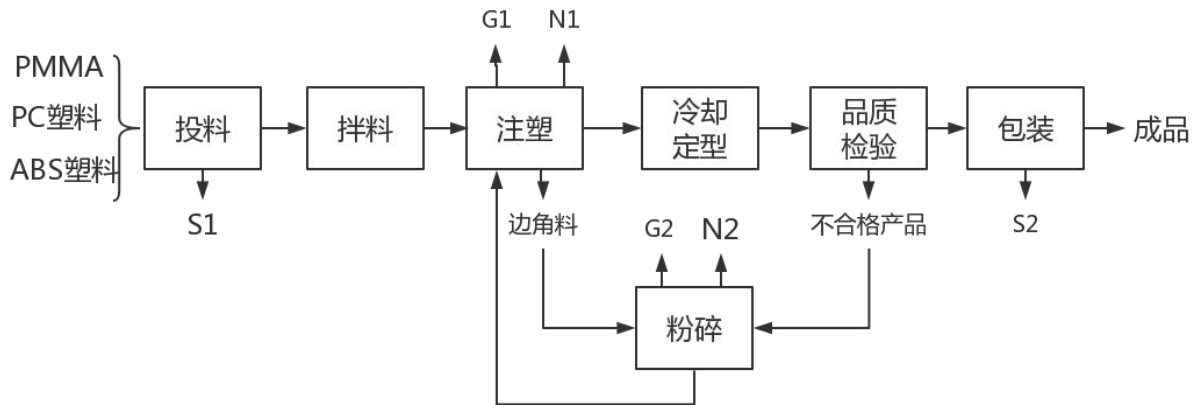 G1
N1
PMMA
PC塑料
ABS塑料
投料
拌料
注塑
冷却
定型
品质
检验
包装
成品
S1
边角料
G2
N2
不合格产品
S2
粉碎